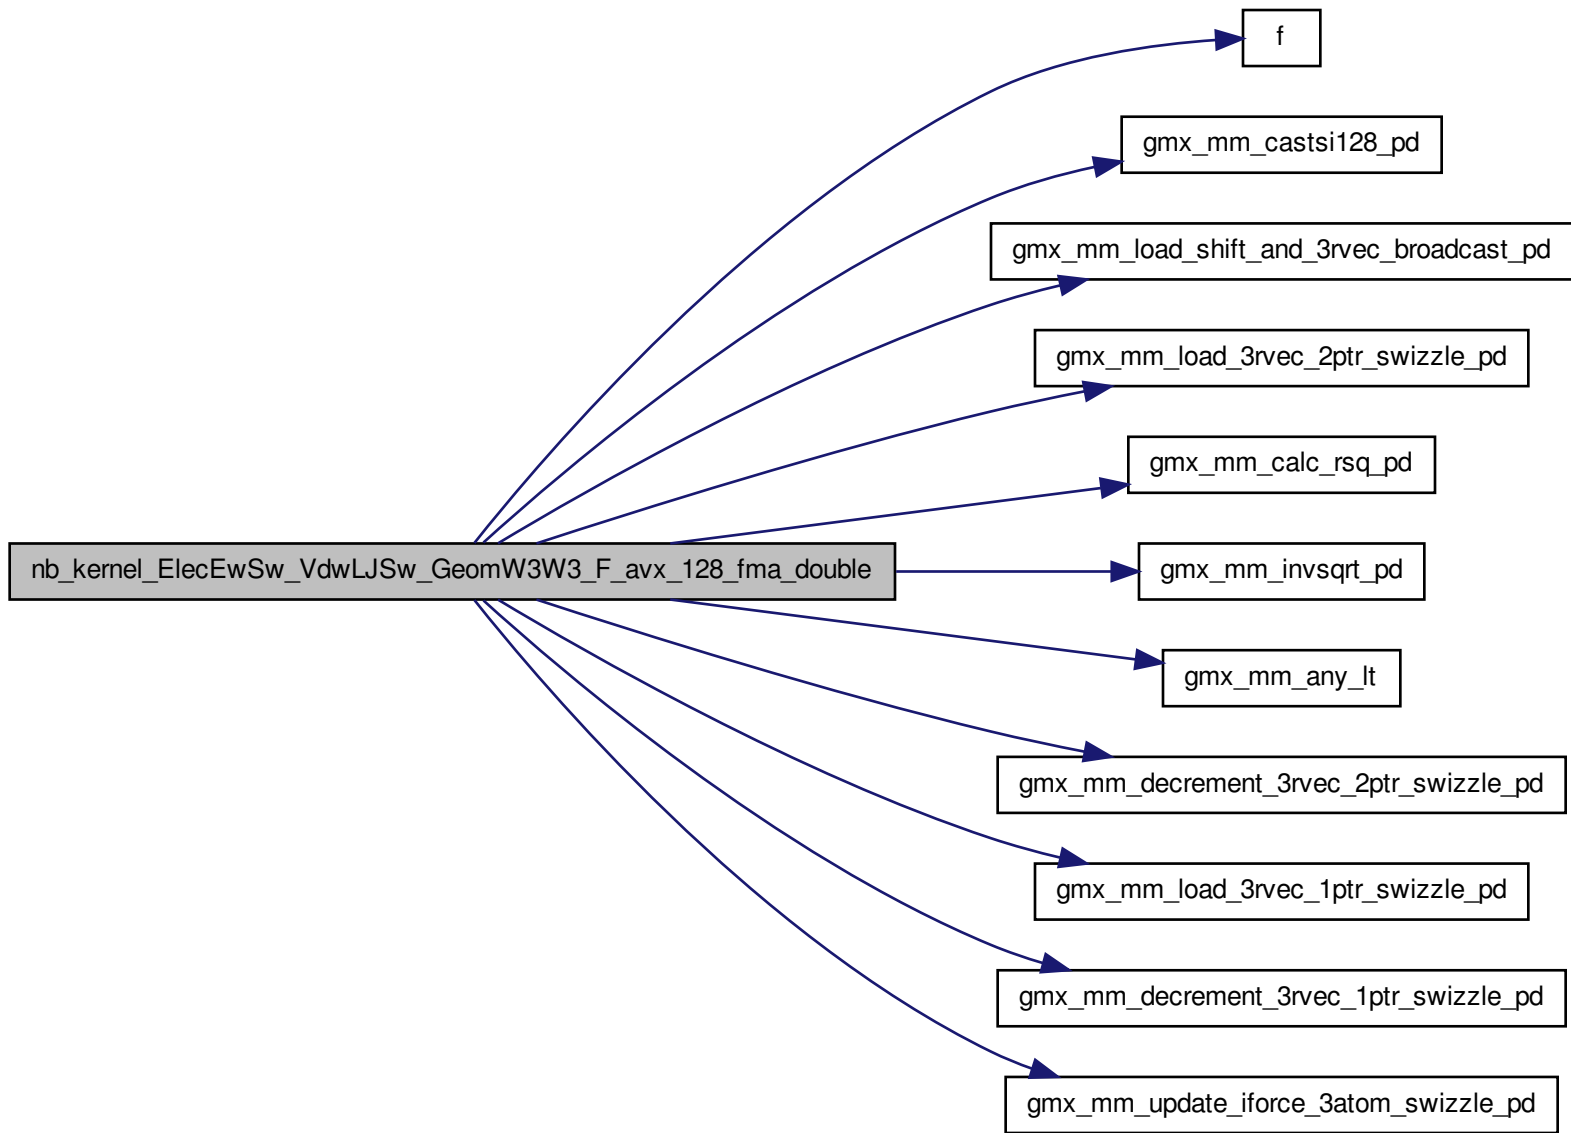 f
gmx_mm_castsi128_pd
gmx_mm_load_shift_and_3rvec_broadcast_pd
gmx_mm_load_3rvec_2ptr_swizzle_pd
gmx_mm_calc_rsq_pd
nb_kernel_ElecEwSw_VdwLJSw_GeomW3W3_F_avx_128_fma_double
gmx_mm_invsqrt_pd
gmx_mm_any_lt
gmx_mm_decrement_3rvec_2ptr_swizzle_pd
gmx_mm_load_3rvec_1ptr_swizzle_pd
gmx_mm_decrement_3rvec_1ptr_swizzle_pd
gmx_mm_update_iforce_3atom_swizzle_pd